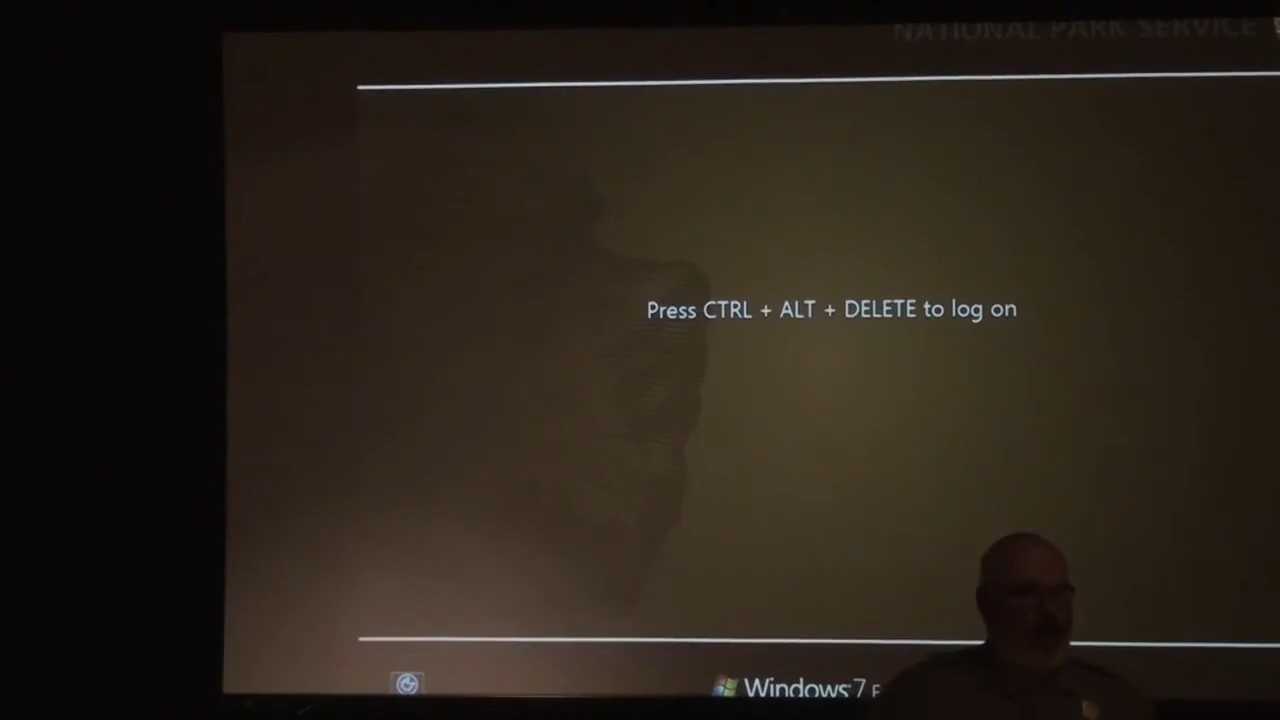 NATIONAL PARK SERVICE
Press CTRL + ALT + DELETE to log on
Windows 7